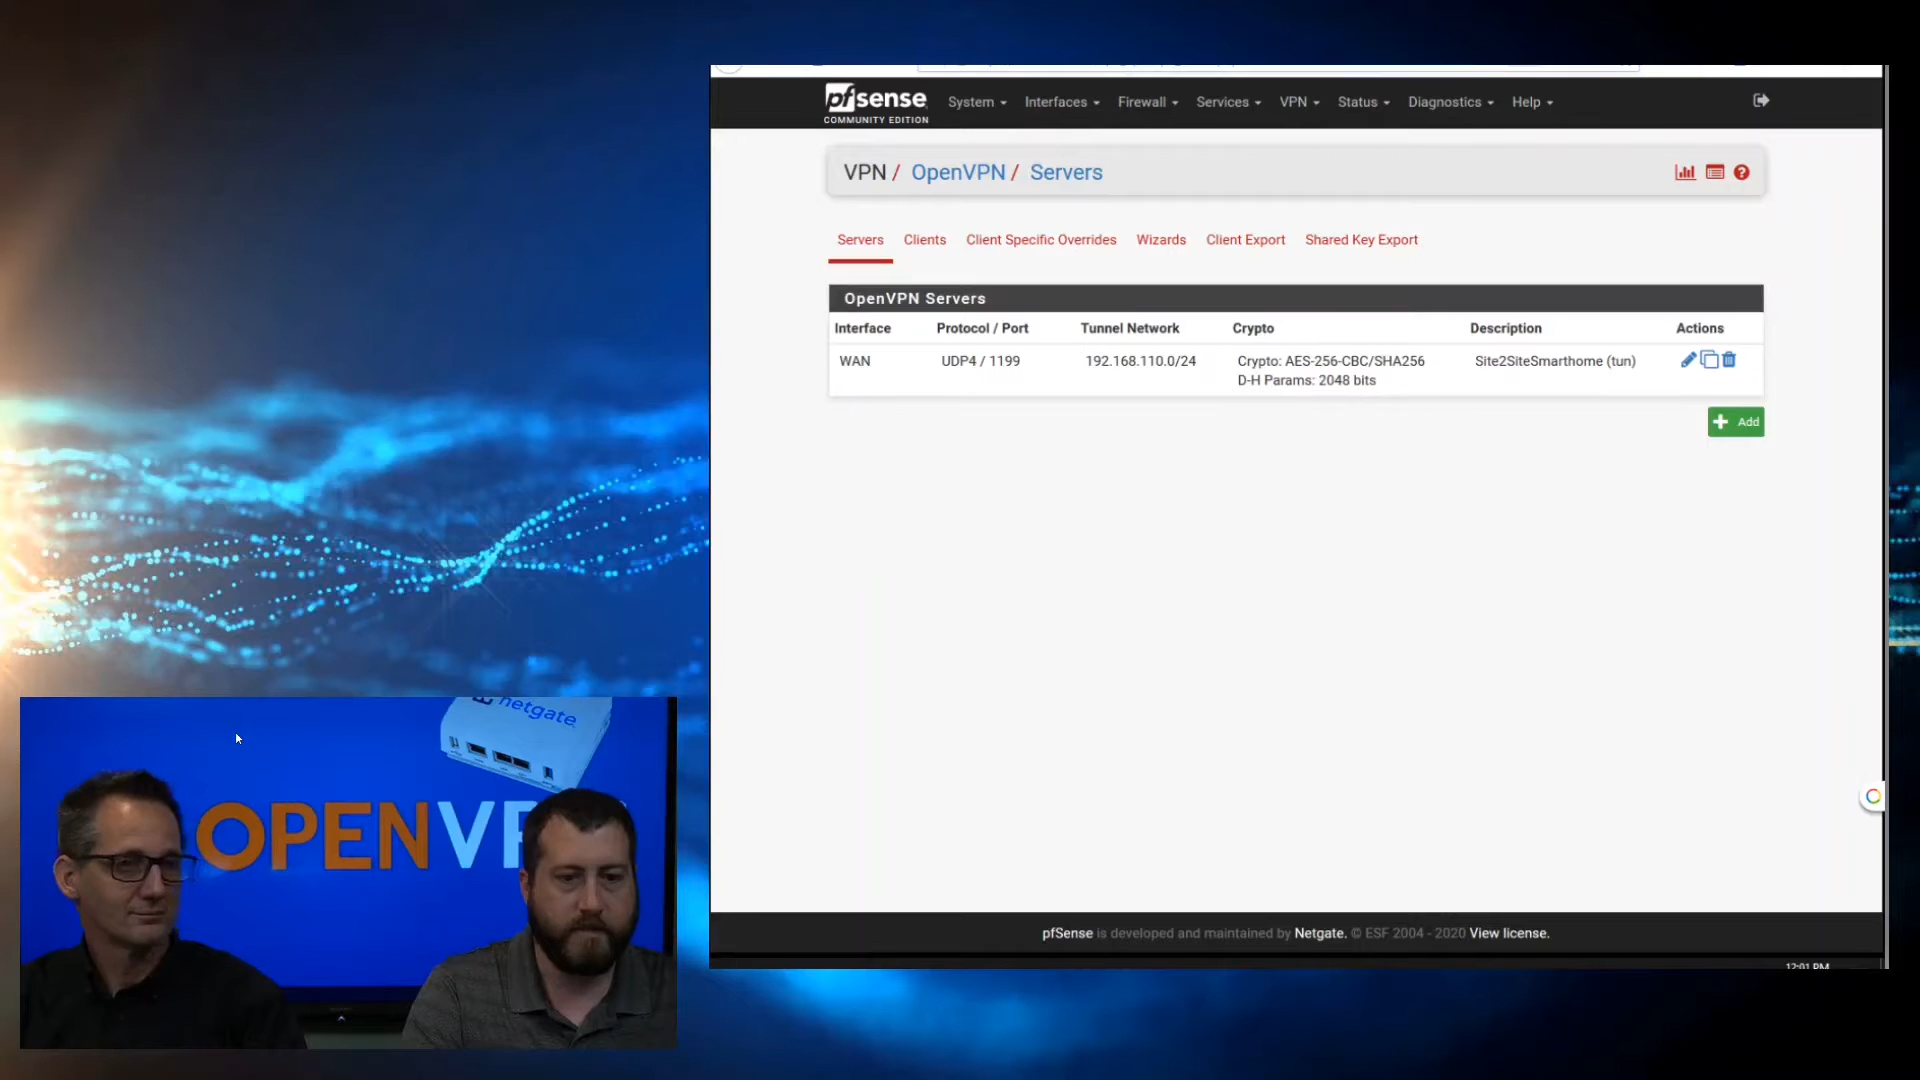 pfsense
COMMUNITY EDITION
System Interfaces Firewall Services VPN Status Diagnostics Help
VPN / OpenVPN / Servers
Servers Clients Client Specific Overrides Wizards Client Export Shared Key Export
OpenVPN Servers
Interface Protocol / Port Tunnel Network Crypto Description Actions
WAN UDP4 / 1199 192.168.110.0/24 Crypto: AES-256-CBC/SHA256 Site2SiteSmarthome (tun)
D-H Params: 2048 bits
Add
pfSense is developed and maintained by Netgate. © ESF 2004 - 2020 View license.
12:01 PM
netgate
OPENVP